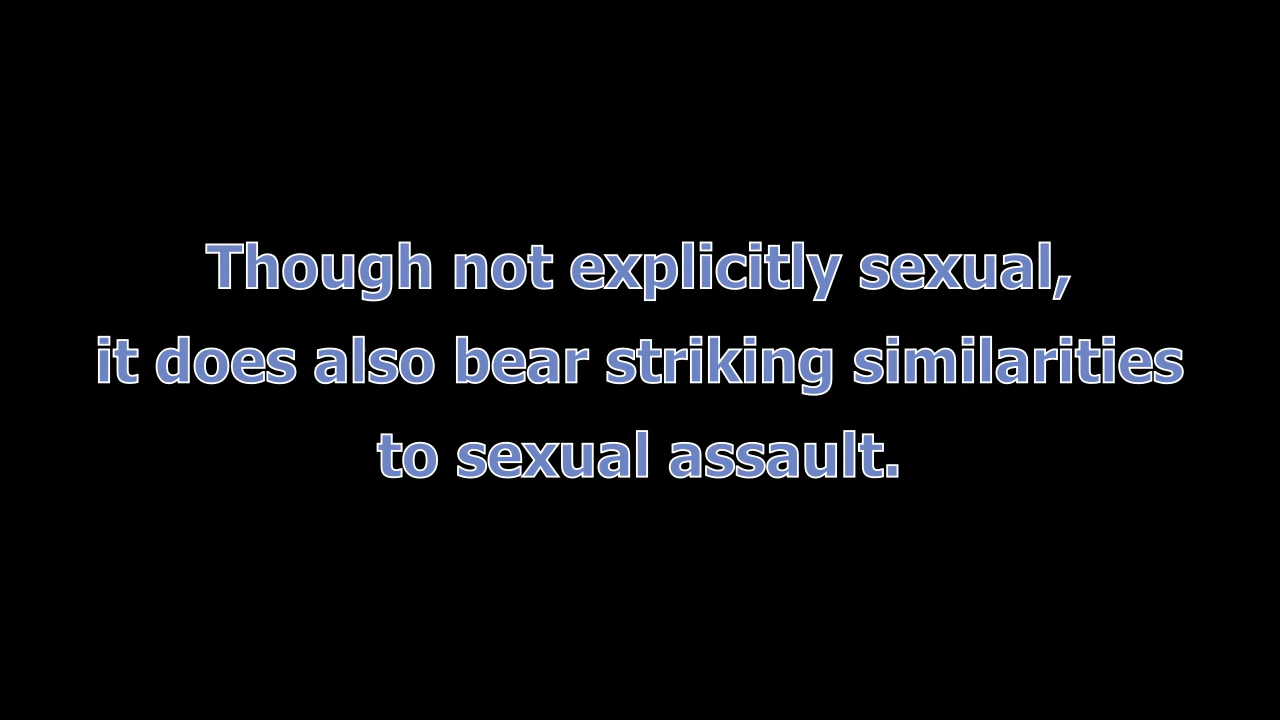 Though not explicitly sexual,
it does also bear striking similarities
to sexual assault.